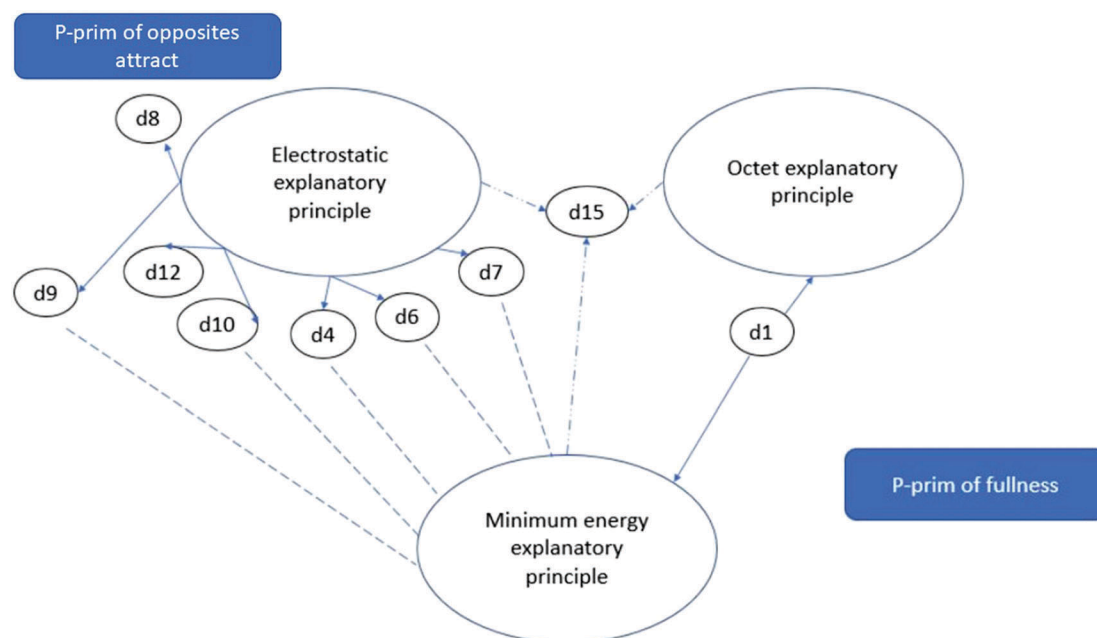 P-prim of opposites
attract
d8
Electrostatic
explanatory
principle
Octet explanatory
principle
d15
d12
d7
d9
d10
d4
d6
d1
P-prim of fullness
Minimum energy
explanatory
principle